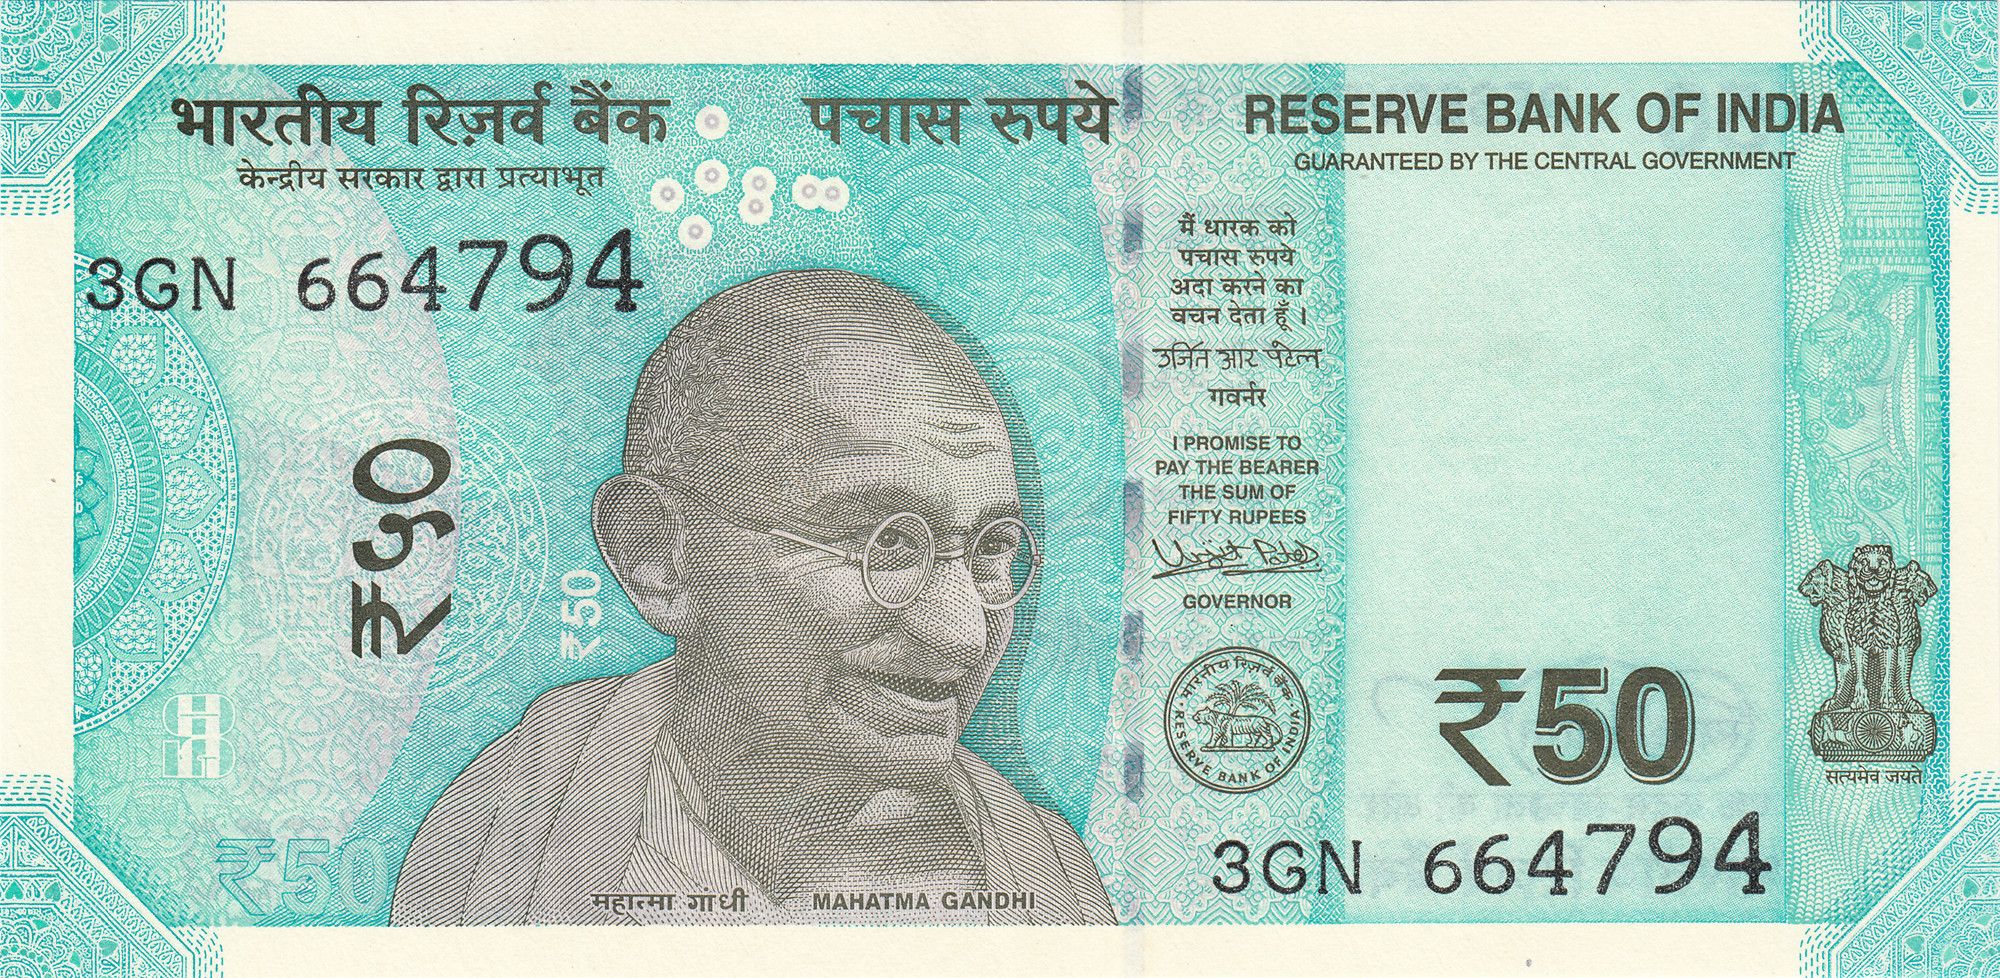 भारतीय रिज़र्व बैंक
केन्द्रीय सरकार द्वारा प्रत्याभूत
पचास रुपये
RESERVE BANK OF INDIA
GUARANTEED BY THE CENTRAL GOVERNMENT
3GN 664794
मैं धारक को
पचास रुपये
अदा करने का
वचन देता हूँ ।
उर्जित आर पटेल
गवर्नर
I PROMISE TO
PAY THE BEARER
THE SUM OF
FIFTY RUPEES
Urjit Patel
GOVERNOR
₹५०
₹50
भारतीय रिज़र्व बैंक
RESERVE BANK OF INDIA
₹50
सत्यमेव जयते
₹50
3GN 664794
महात्मा गांधी
MAHATMA GANDHI